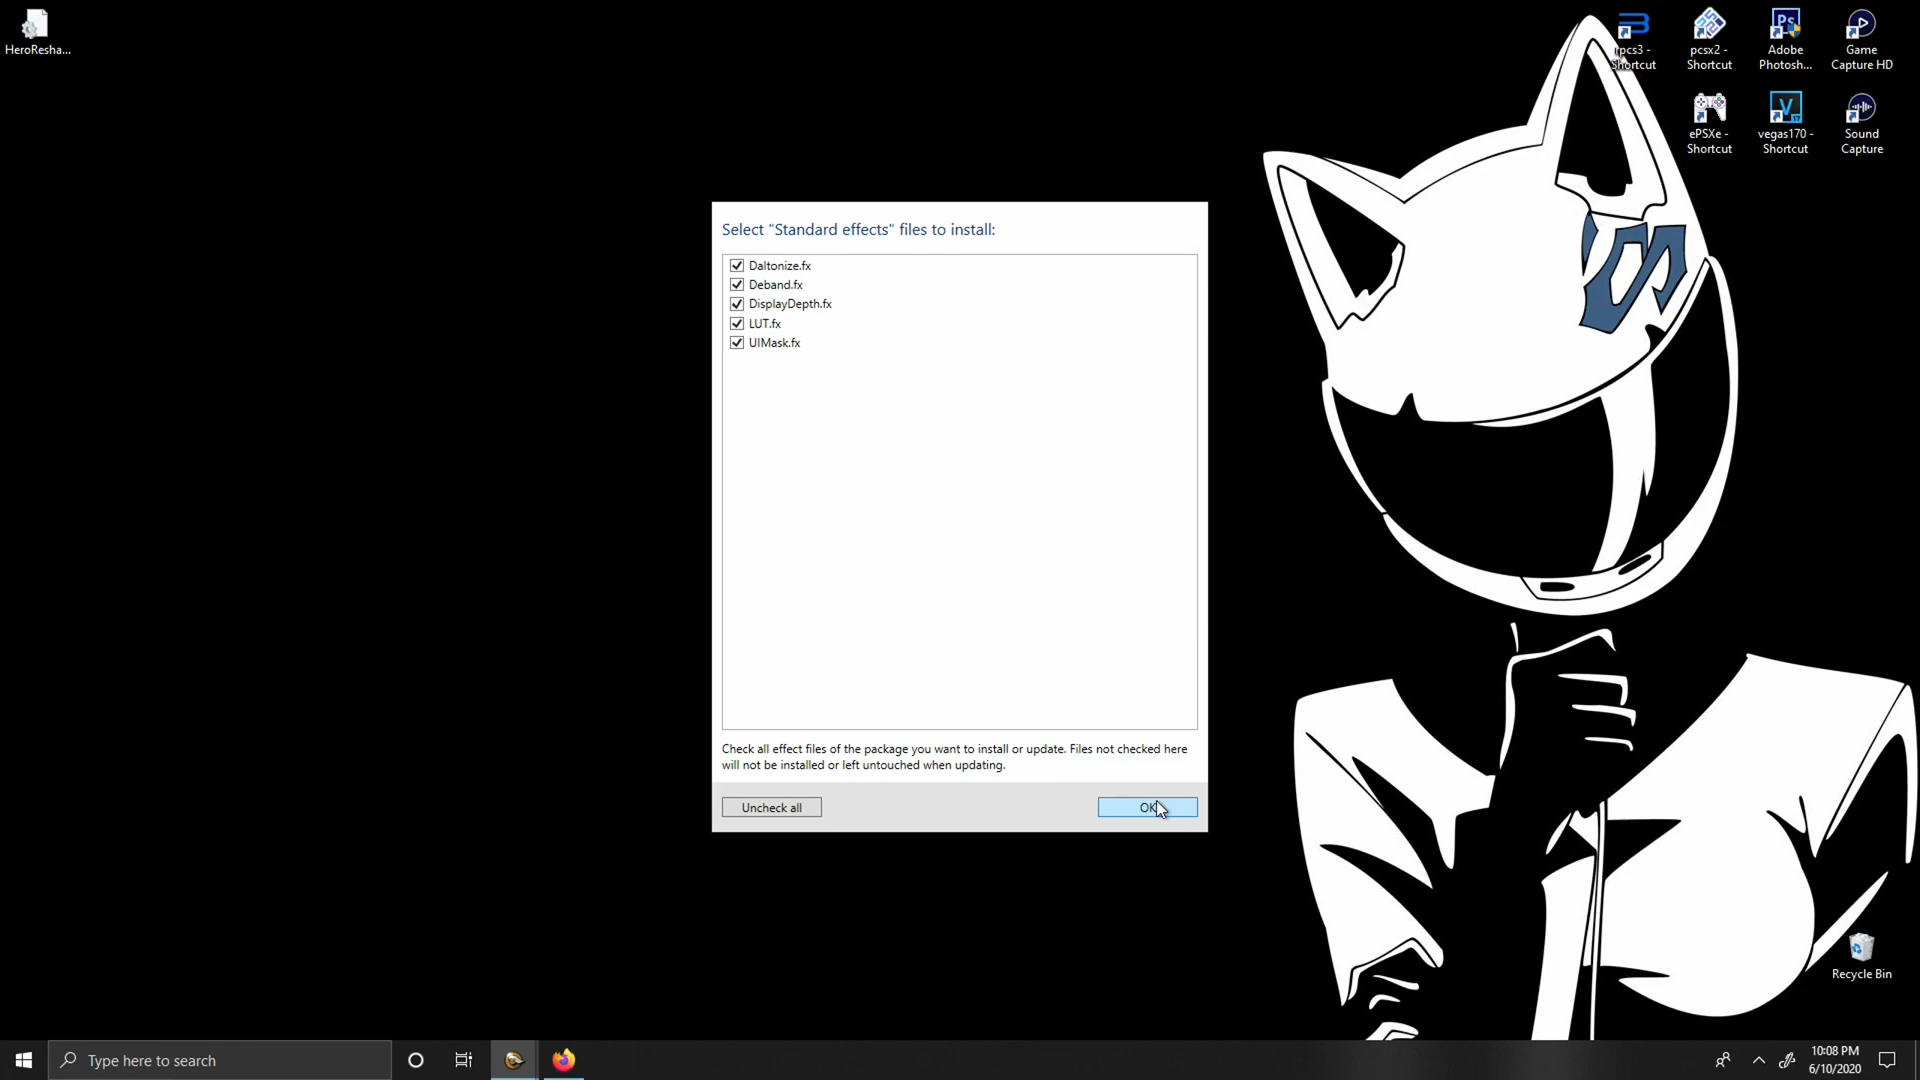 HeroResha...
rpcs3 -
Shortcut
pcsx2 -
Shortcut
Adobe
Photosh...
Game
Capture HD
ePSXe -
Shortcut
vegas170 -
Shortcut
Sound
Capture
Select "Standard effects" files to install:
Daltonize.fx
Deband.fx
DisplayDepth.fx
LUT.fx
UIMask.fx
Check all effect files of the package you want to install or update. Files not checked here
will not be installed or left untouched when updating.
Uncheck all
OK
Recycle Bin
Type here to search
10:08 PM
6/10/2020